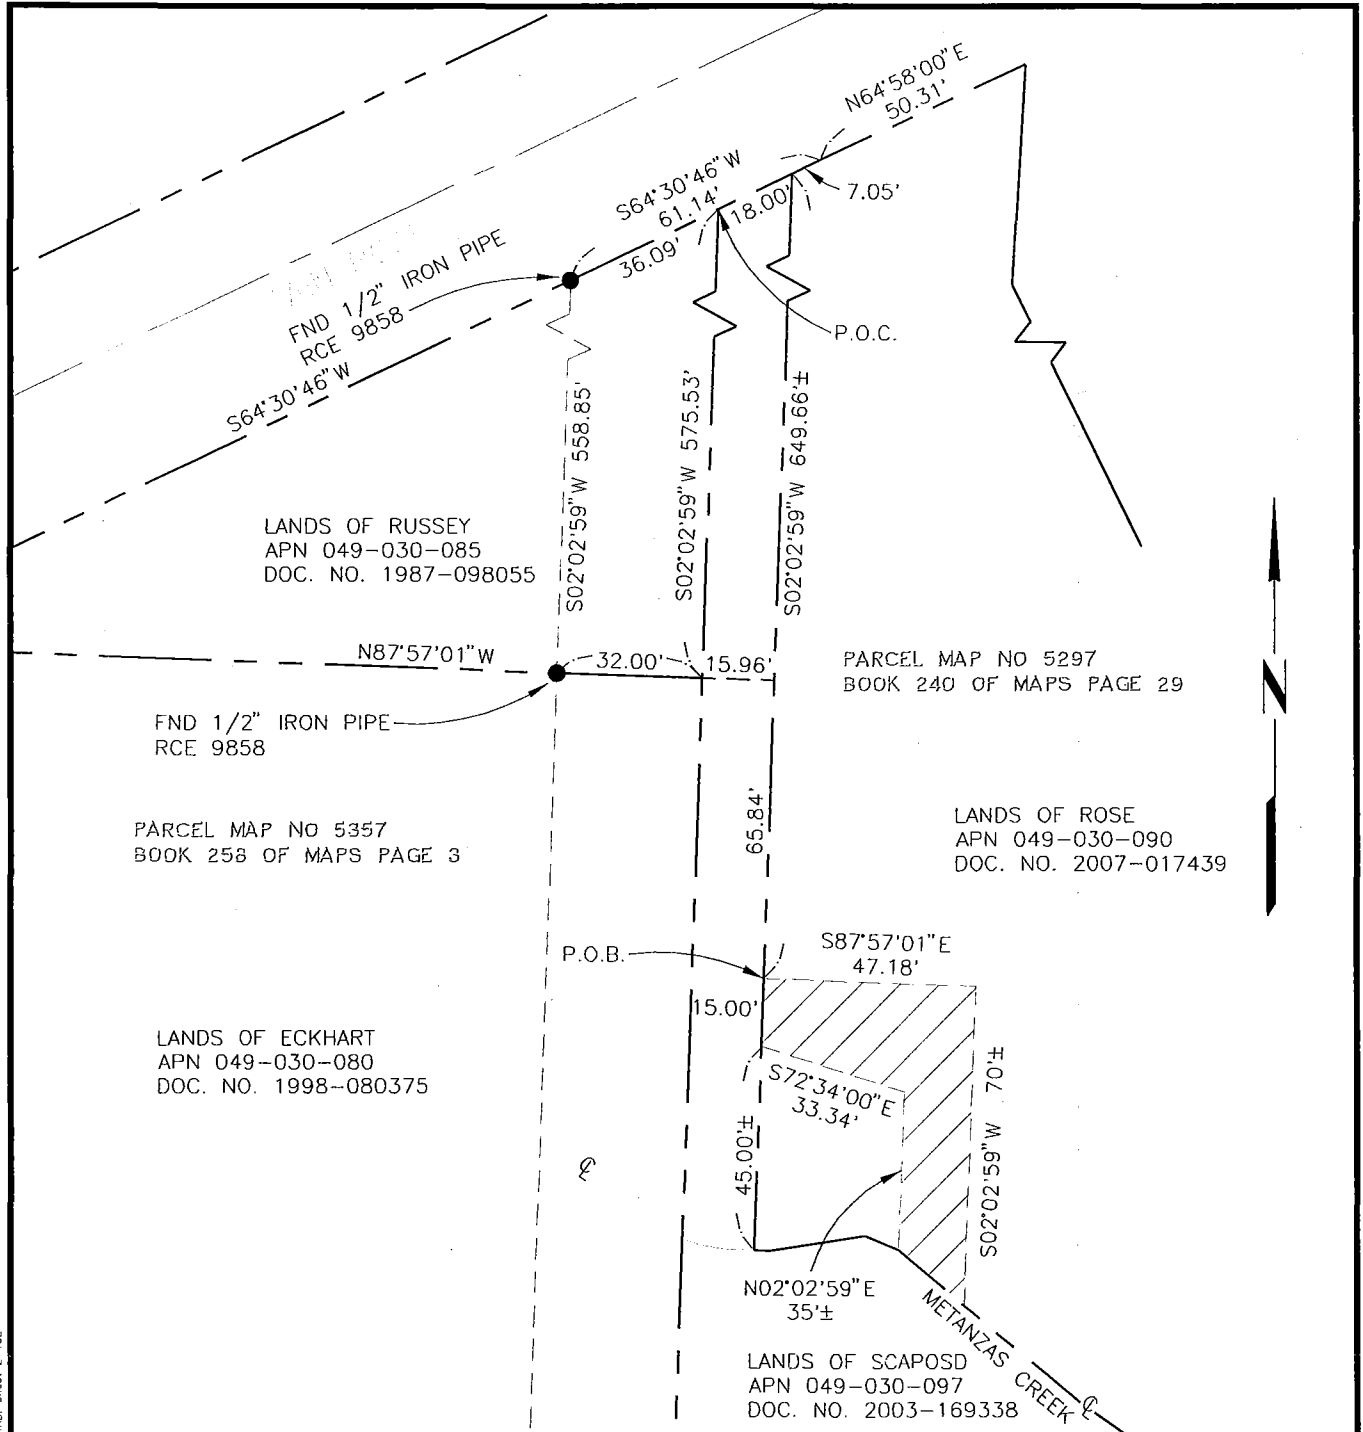 N64°58'00"E
50.31'
S64°30'46"W
61.14'
18.00'
7.05'
36.09'
FND 1/2" IRON PIPE
RCE 9858
P.O.C.
S64°30'46"W
S02°02'59"W 558.85'
S02°02'59"W 575.53'
S02°02'59"W 649.66'±
LANDS OF RUSSEY
APN 049-030-085
DOC. NO. 1987-098055
N87°57'01"W
32.00'
15.96'
PARCEL MAP NO 5297
BOOK 240 OF MAPS PAGE 29
N
FND 1/2" IRON PIPE
RCE 9858
65.84'
PARCEL MAP NO 5357
BOOK 258 OF MAPS PAGE 3
LANDS OF ROSE
APN 049-030-090
DOC. NO. 2007-017439
P.O.B.
S87°57'01"E
47.18'
15.00'
LANDS OF ECKHART
APN 049-030-080
DOC. NO. 1998-080375
S72°34'00"E
33.34'
S02°02'59"W 70'±
45.00'±
℄
N02°02'59"E
35'±
METANZAS CREEK ℄
LANDS OF SCAPOSD
APN 049-030-097
DOC. NO. 2003-169338